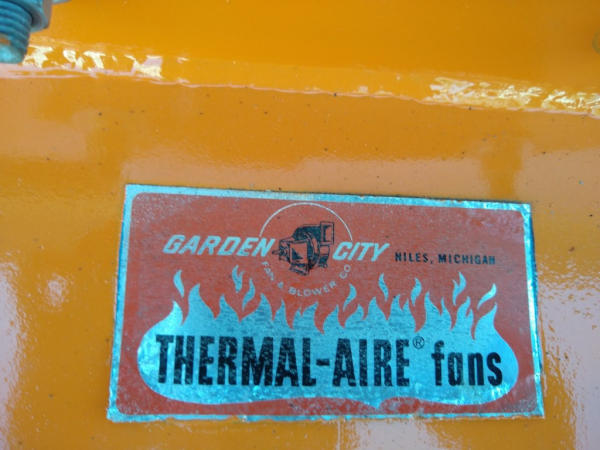 GARDEN CITY
FAN & BLOWER CO
NILES, MICHIGAN
THERMAL-AIRE® fans